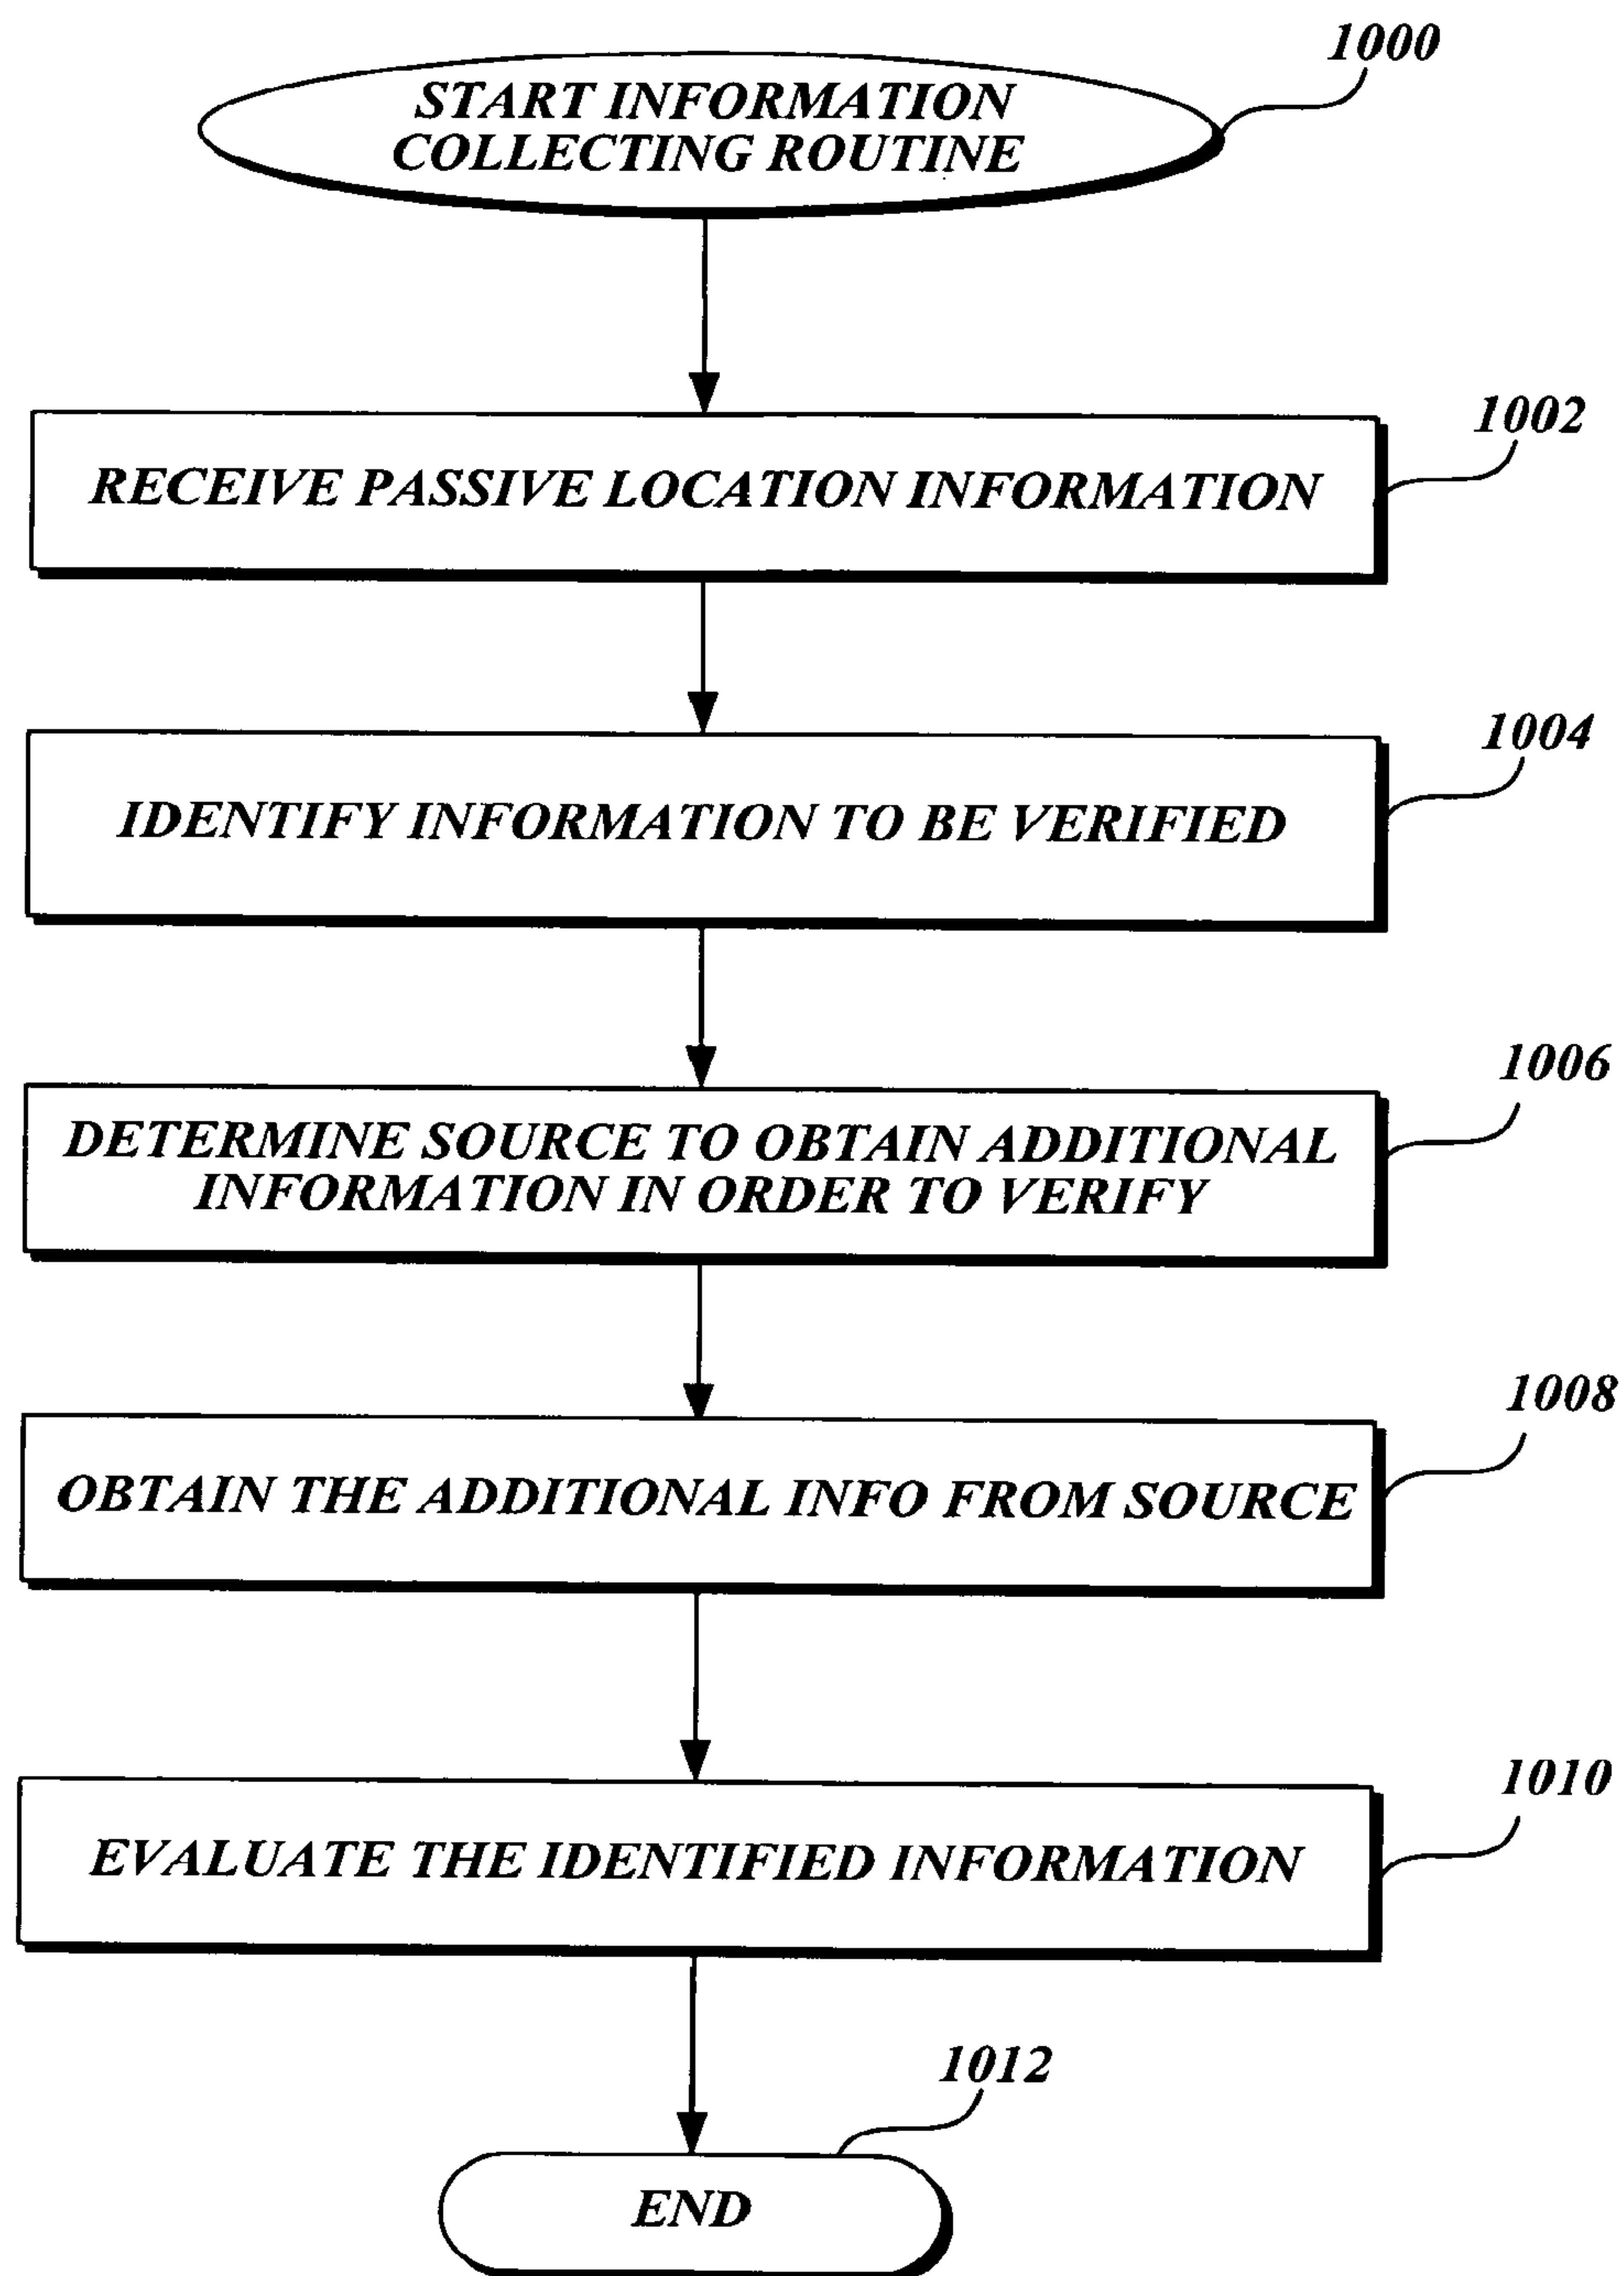 1000
START INFORMATION
COLLECTING ROUTINE
1002
RECEIVE PASSIVE LOCATION INFORMATION
1004
IDENTIFY INFORMATION TO BE VERIFIED
1006
DETERMINE SOURCE TO OBTAIN ADDITIONAL
INFORMATION IN ORDER TO VERIFY
1008
OBTAIN THE ADDITIONAL INFO FROM SOURCE
1010
EVALUATE THE IDENTIFIED INFORMATION
1012
END